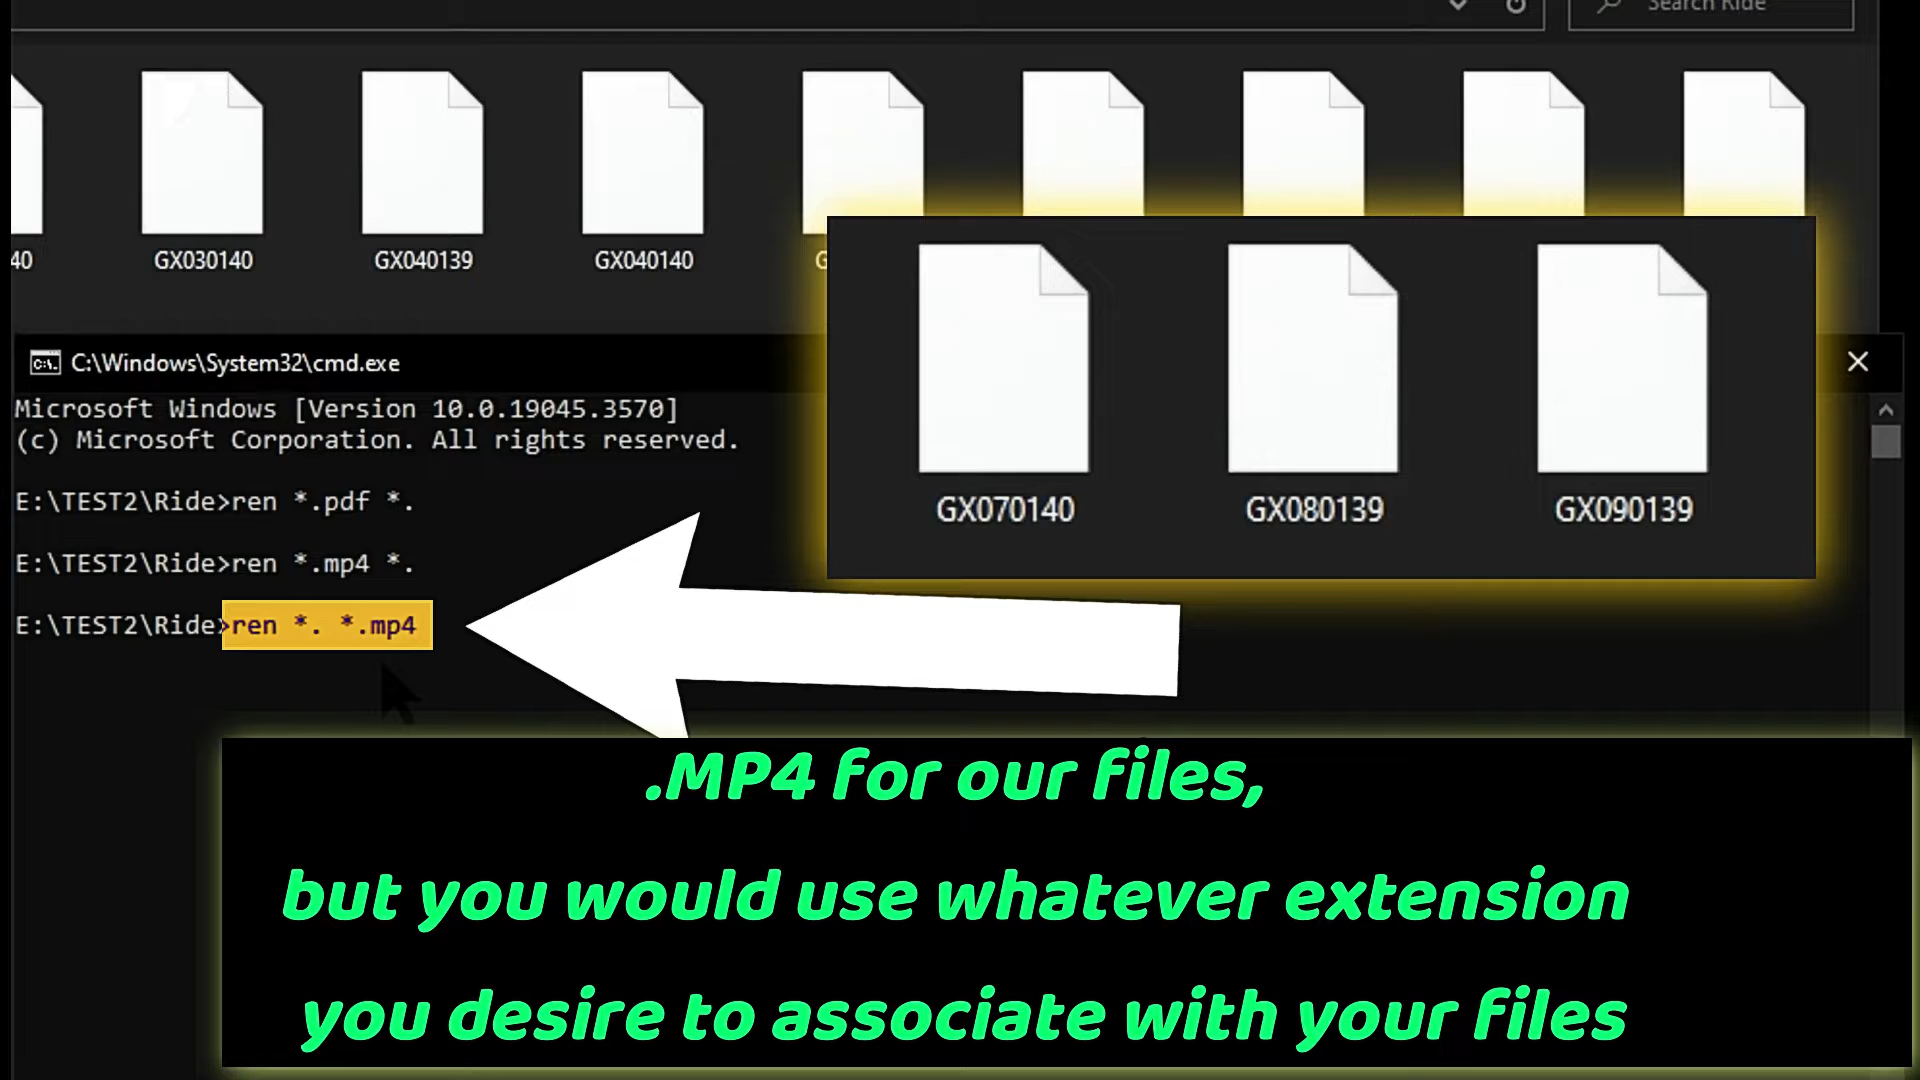 Search Ride
40
GX030140
GX040139
GX040140
G
GX070140
GX080139
GX090139
C:\Windows\System32\cmd.exe
Microsoft Windows [Version 10.0.19045.3570]
(c) Microsoft Corporation. All rights reserved.
E:\TEST2\Ride>ren *.pdf *.
E:\TEST2\Ride>ren *.mp4 *.
E:\TEST2\Ride>ren *. *.mp4
.MP4 for our files,
but you would use whatever extension
you desire to associate with your files